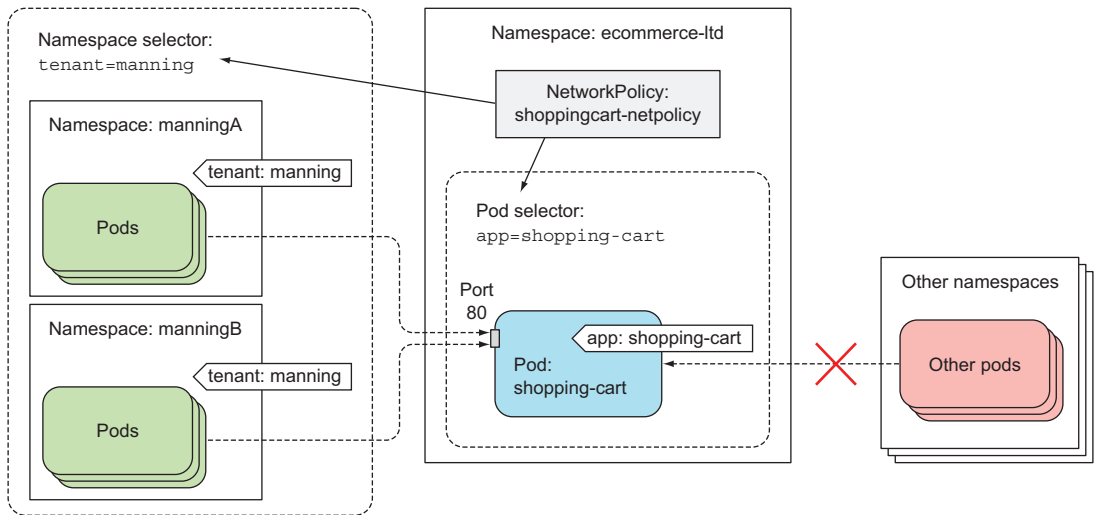 Namespace selector:
tenant=manning
Namespace: manningA
tenant: manning
Pods
Namespace: manningB
tenant: manning
Pods
Namespace: ecommerce-ltd
NetworkPolicy:
shoppingcart-netpolicy
Pod selector:
app=shopping-cart
Port
80
app: shopping-cart
Pod:
shopping-cart
Other namespaces
Other pods